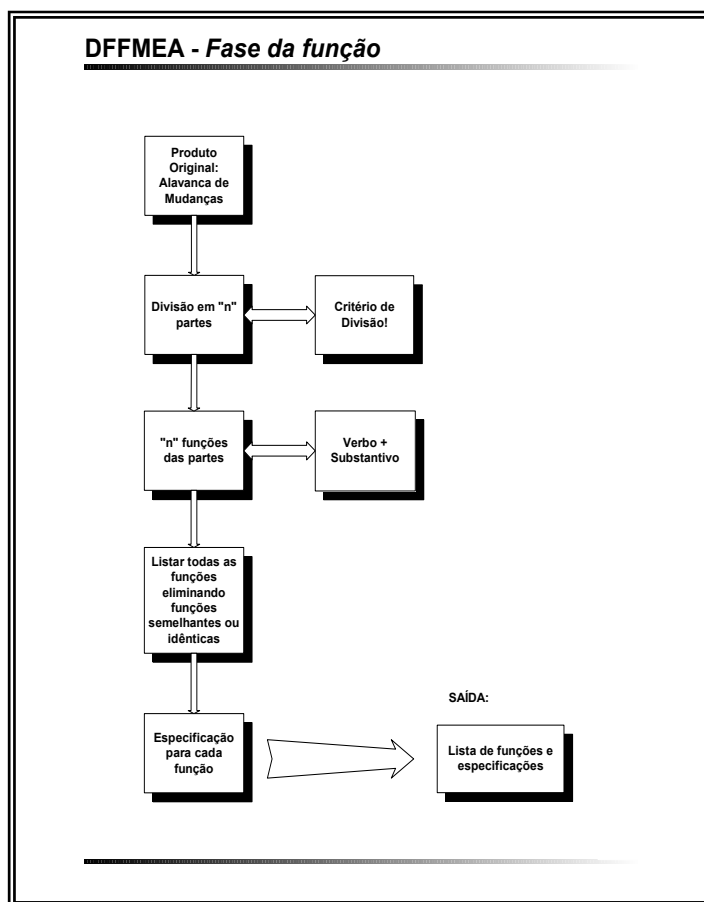 DFFMEA - Fase da função
Produto
Original:
Alavanca de
Mudanças
Divisão em "n"
partes
Critério de
Divisão!
"n" funções
das partes
Verbo +
Substantivo
Listar todas as
funções
eliminando
funções
semelhantes ou
idênticas
Especificação
para cada
função
SAÍDA:
Lista de funções e
especificações